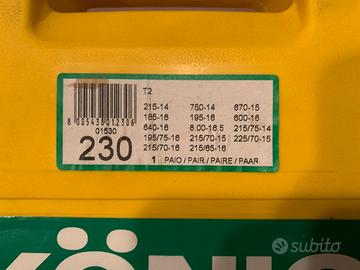 T2
215-14 750-14 670-15
185-16 195-16 600-16
640-16 6.00-16.5 215/75-14
195/75-16 215/70-15 225/70-15
215/70-16 215/65-16
8 005438 012306
01530
230
1 PAIO / PAIR / PAIRE / PAAR
KÖNIG
subito